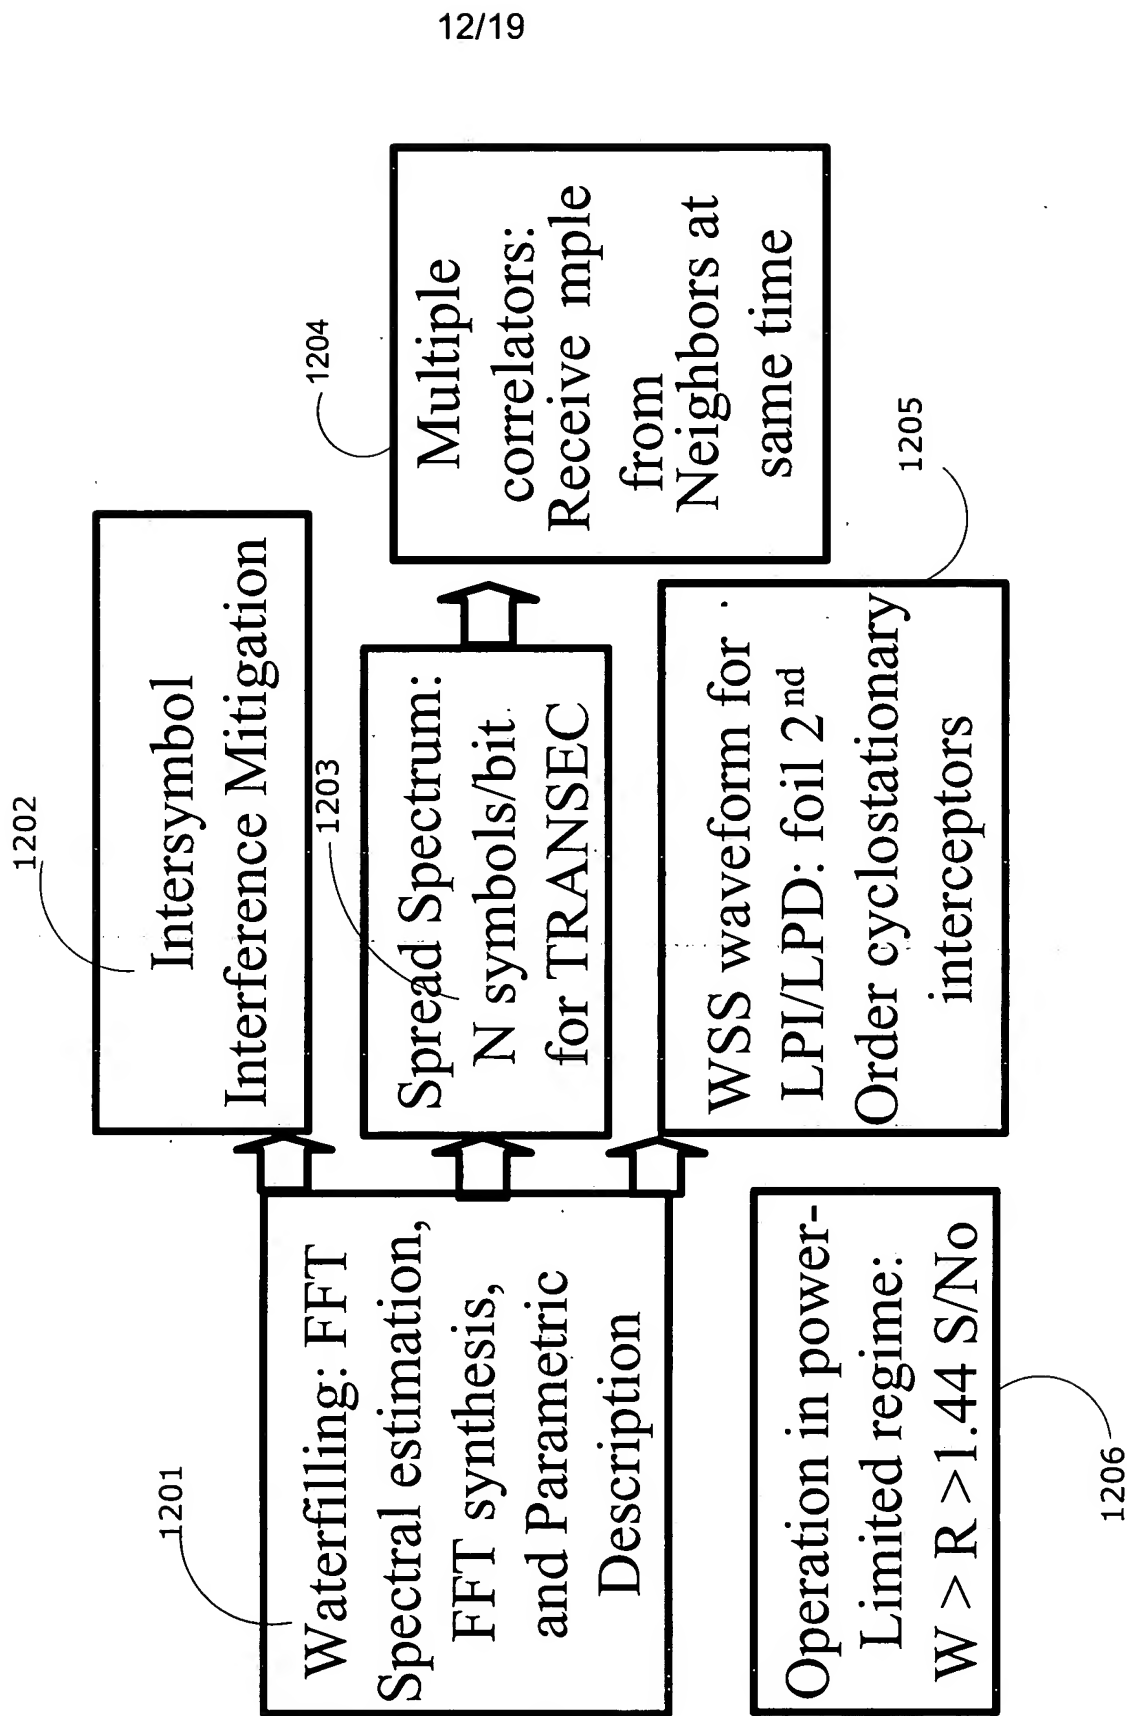 12/19
1201
Waterfilling: FFT
Spectral estimation,
FFT synthesis,
and Parametric
Description
1202
Intersymbol
Interference Mitigation
1203
Spread Spectrum:
N symbols/bit
for TRANSEC
1204
Multiple
correlators:
Receive mple
from
Neighbors at
same time
1205
WSS waveform for
LPI/LPD: foil 2nd
Order cyclostationary
interceptors
Operation in power-
Limited regime:
W > R >1.44 S/No
1206